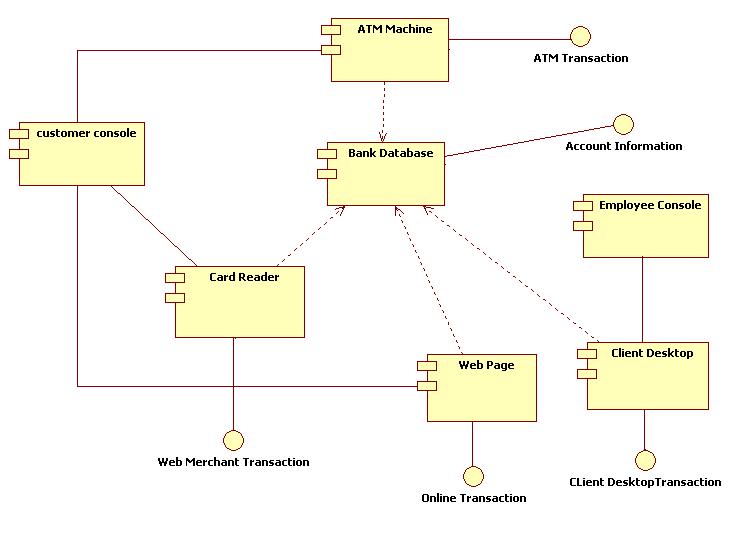 ATM Machine
ATM Transaction
customer console
Bank Database
Account Information
Employee Console
Card Reader
Web Page
Client Desktop
Web Merchant Transaction
Online Transaction
CLient DesktopTransaction